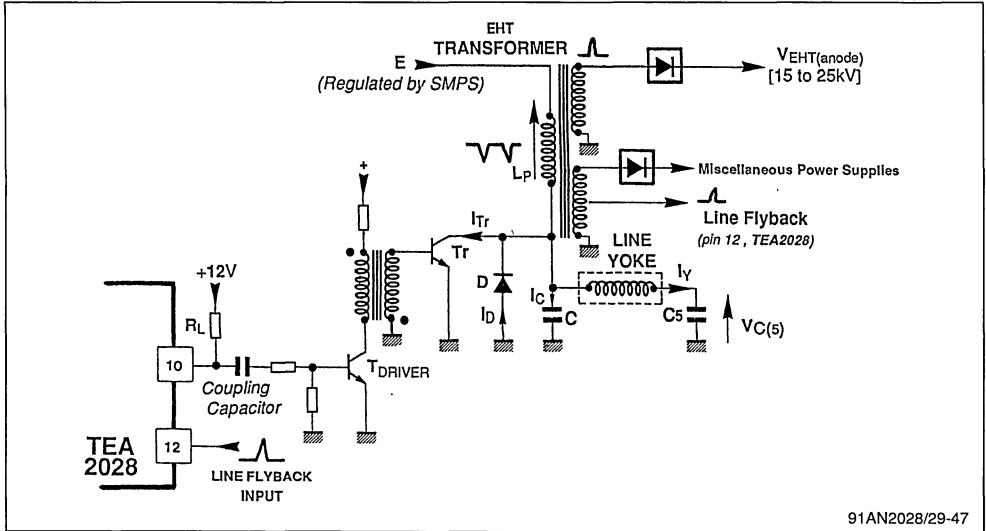 EHT
TRANSFORMER
E
(Regulated by SMPS)
VEHT(anode)
[15 to 25kV]
LP
Miscellaneous Power Supplies
Line Flyback
(pin 12 , TEA2028)
+
ITr
Tr
LINE
YOKE
D
ID
IC
C
IY
C5
VC(5)
+12V
RL
10
Coupling
Capacitor
TDRIVER
TEA
2028
12
LINE FLYBACK
INPUT
91AN2028/29-47